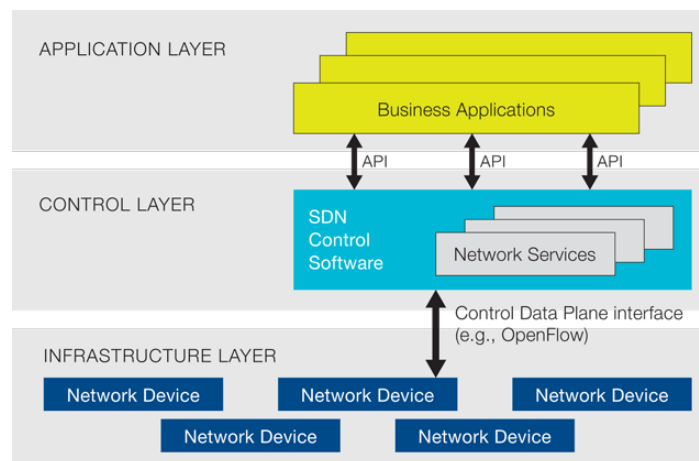 APPLICATION LAYER
Business Applications
API
API
API
CONTROL LAYER
SDN
Control
Software
Network Services
Control Data Plane interface
(e.g., OpenFlow)
INFRASTRUCTURE LAYER
Network Device
Network Device
Network Device
Network Device
Network Device